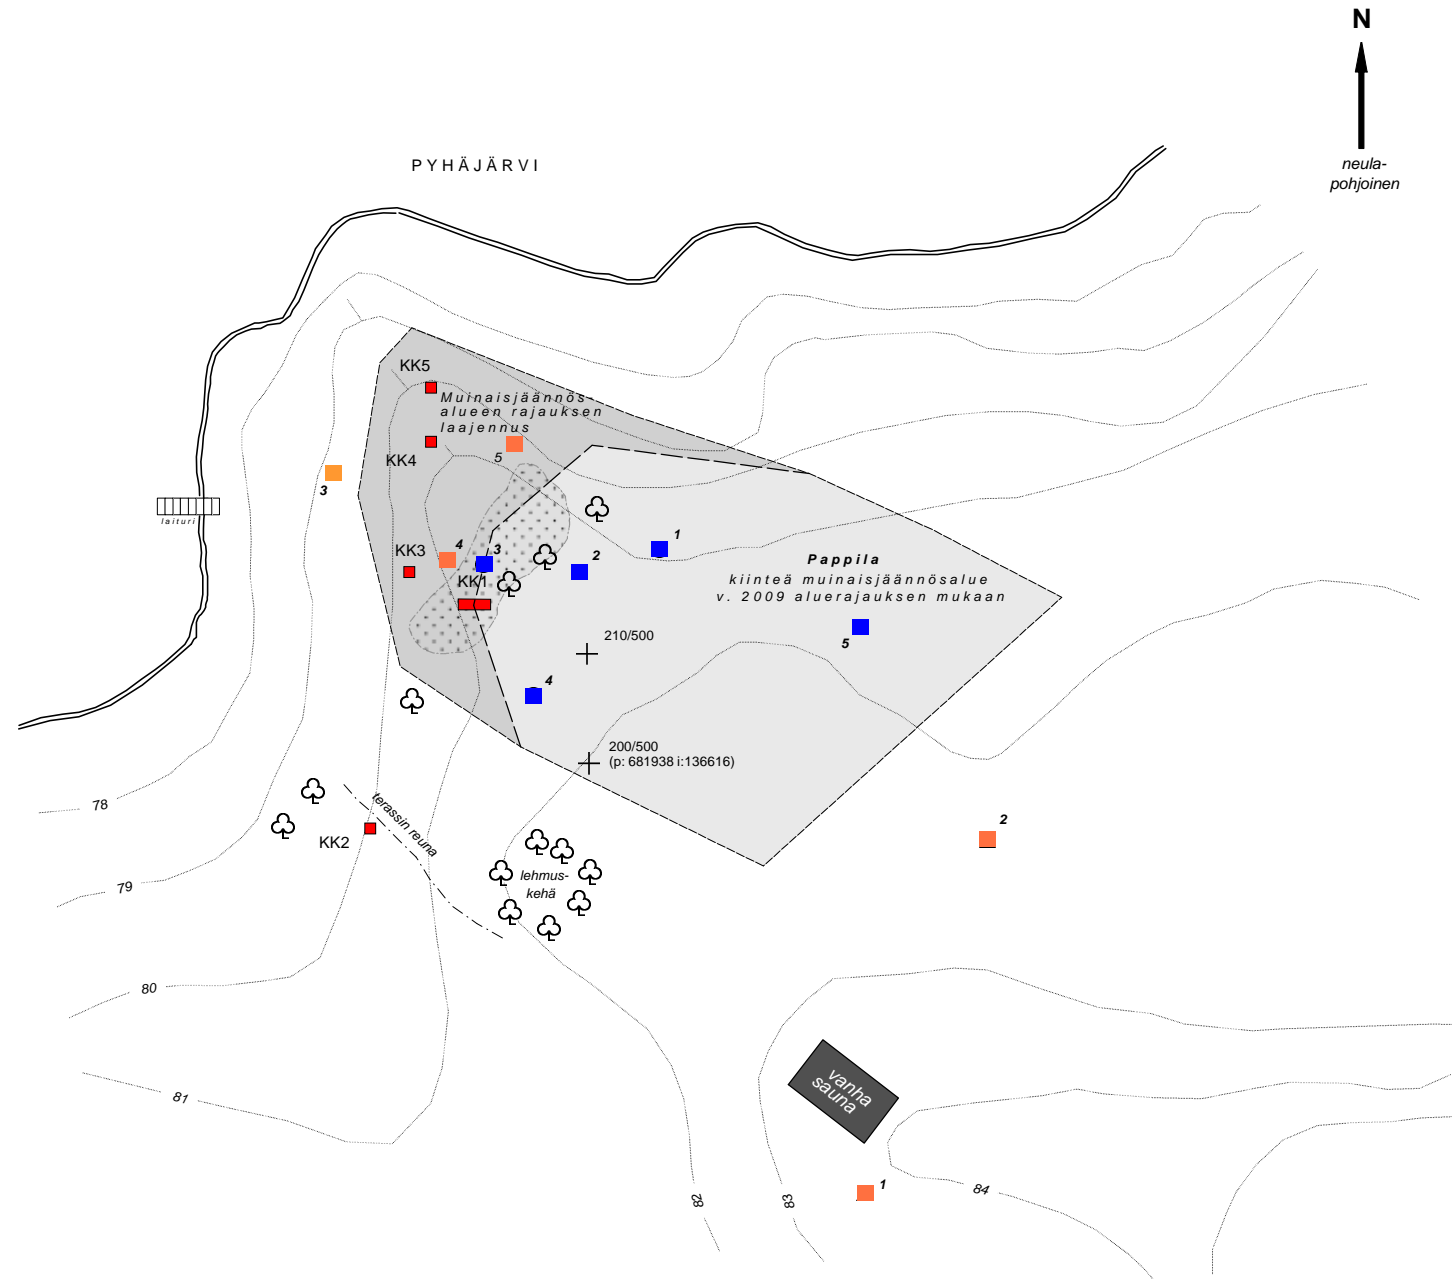 N
neula-
pohjoinen
PYHÄJÄRVI
KK5
Muinaisjäännös-
alueen rajauksen
laajennus
KK4
5
3
laituri
1
KK3
4
3
2
Pappila
kiinteä muinaisjäännösalue
v. 2009 aluerajauksen mukaan
KK1
210/500
5
4
200/500
(p: 681938 i:136616)
78
terassin reuna
KK2
2
lehmus-
kehä
79
80
vanha
sauna
81
82
83
1
84